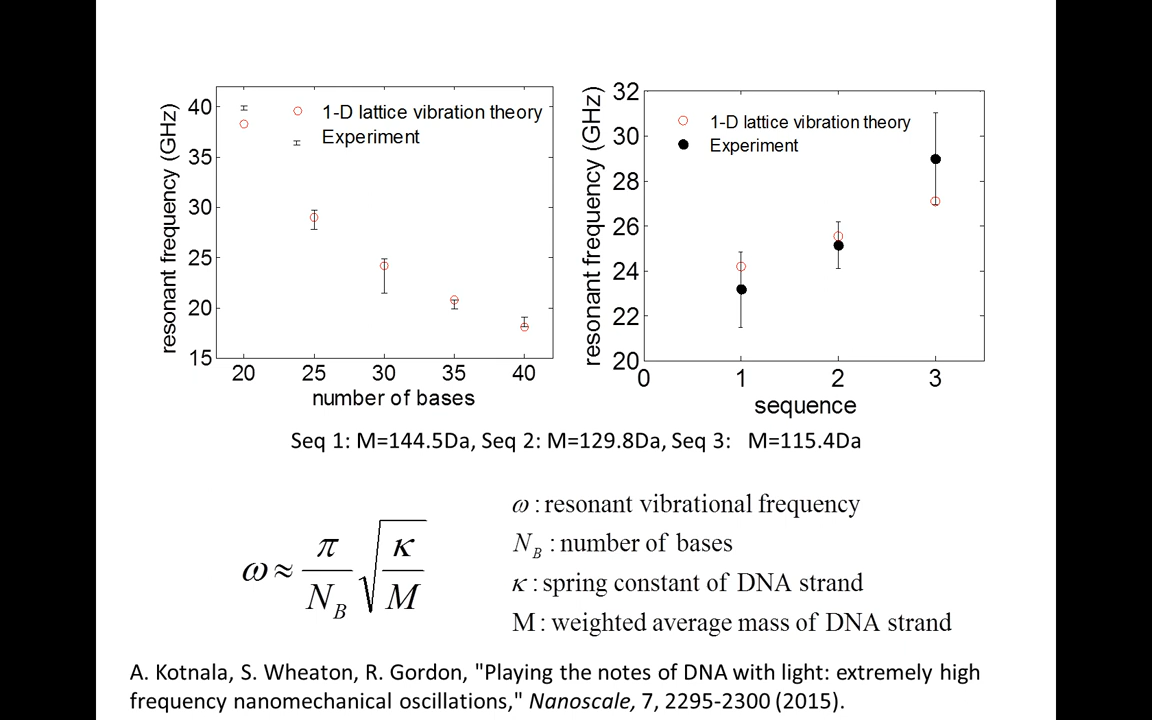 resonant frequency (GHz)
40
35
30
25
20
15
1-D lattice vibration theory
Experiment
20 25 30 35 40
number of bases
resonant frequency (GHz)
32
30
28
26
24
22
20
1-D lattice vibration theory
Experiment
0 1 2 3
sequence
Seq 1: M=144.5Da, Seq 2: M=129.8Da, Seq 3: M=115.4Da
ω ≈ π/N_B √(κ/M)
ω : resonant vibrational frequency
N_B : number of bases
κ : spring constant of DNA strand
M : weighted average mass of DNA strand
A. Kotnala, S. Wheaton, R. Gordon, "Playing the notes of DNA with light: extremely high
frequency nanomechanical oscillations," Nanoscale, 7, 2295-2300 (2015).